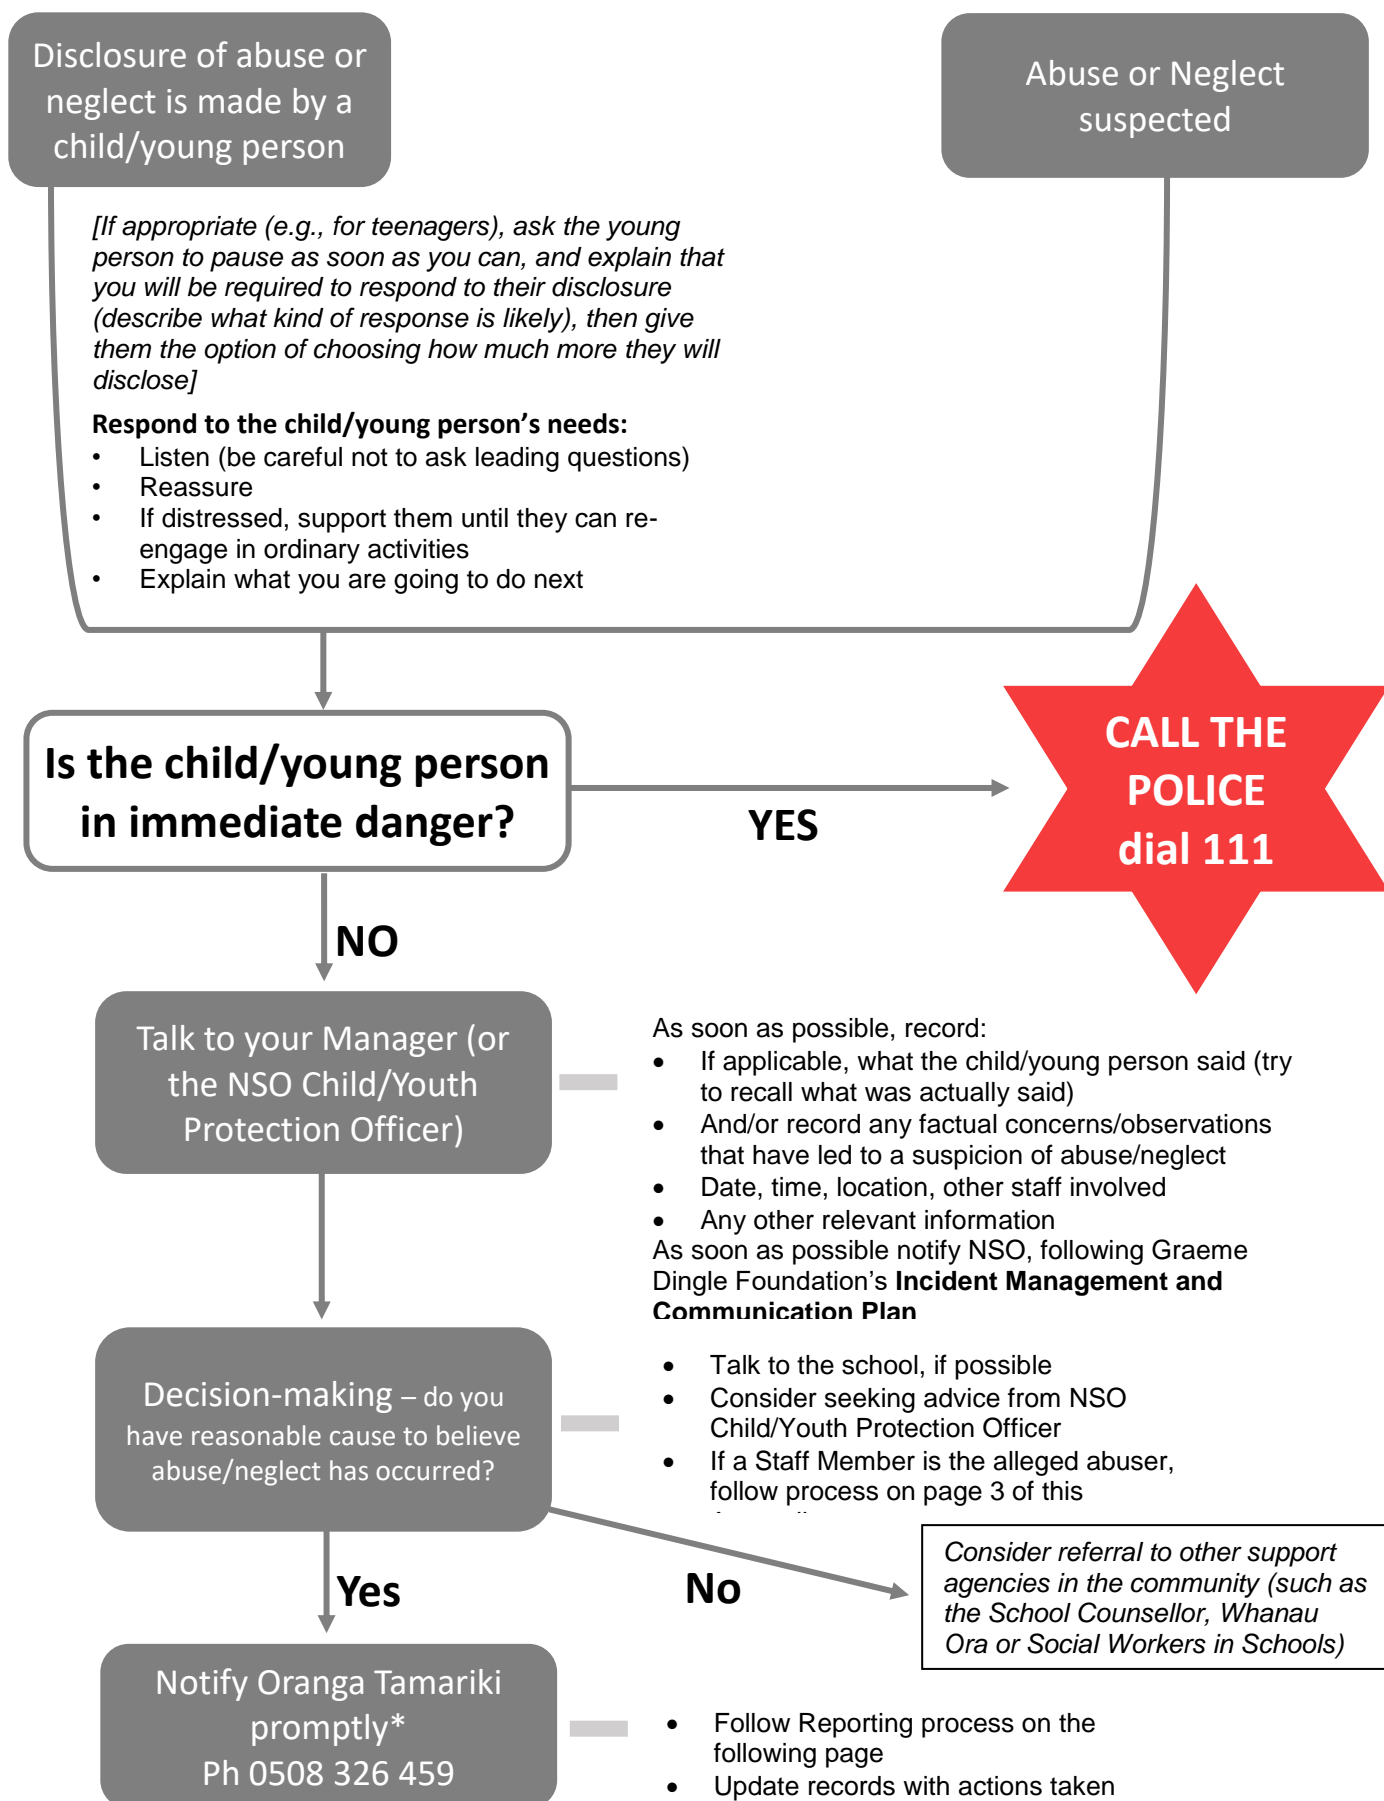 Disclosure of abuse or
neglect is made by a
child/young person
Abuse or Neglect
suspected
[If appropriate (e.g., for teenagers), ask the young
person to pause as soon as you can, and explain that
you will be required to respond to their disclosure
(describe what kind of response is likely), then give
them the option of choosing how much more they will
disclose]
Respond to the child/young person’s needs:
• Listen (be careful not to ask leading questions)
• Reassure
• If distressed, support them until they can re-
engage in ordinary activities
• Explain what you are going to do next
Is the child/young person
in immediate danger?
YES
CALL THE
POLICE
dial 111
NO
Talk to your Manager (or
the NSO Child/Youth
Protection Officer)
As soon as possible, record:
• If applicable, what the child/young person said (try
to recall what was actually said)
• And/or record any factual concerns/observations
that have led to a suspicion of abuse/neglect
• Date, time, location, other staff involved
• Any other relevant information
As soon as possible notify NSO, following Graeme
Dingle Foundation’s Incident Management and
Communication Plan
Decision-making – do you
have reasonable cause to believe
abuse/neglect has occurred?
• Talk to the school, if possible
• Consider seeking advice from NSO
Child/Youth Protection Officer
• If a Staff Member is the alleged abuser,
follow process on page 3 of this
Yes
No
Consider referral to other support
agencies in the community (such as
the School Counsellor, Whanau
Ora or Social Workers in Schools)
Notify Oranga Tamariki
promptly*
Ph 0508 326 459
• Follow Reporting process on the
following page
• Update records with actions taken